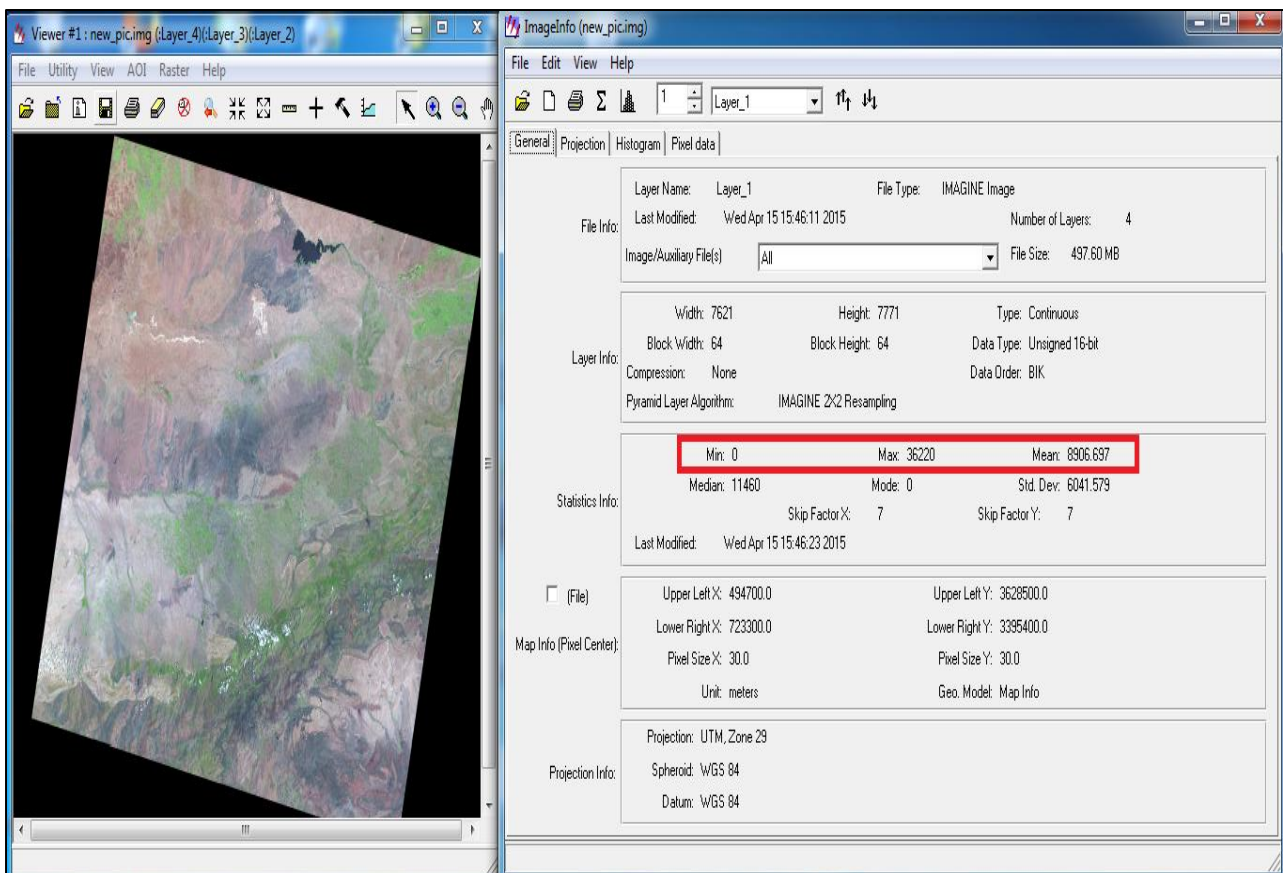 Viewer #1 : new_pic.img (:Layer_4)(:Layer_3)(:Layer_2)
File Utility View AOI Raster Help
ImageInfo (new_pic.img)
File Edit View Help
1 Layer_1
General Projection Histogram Pixel data
File Info:
Layer Name: Layer_1 File Type: IMAGINE Image
Last Modified: Wed Apr 15 15:46:11 2015 Number of Layers: 4
Image/Auxiliary File(s) All File Size: 497.60 MB
Layer Info:
Width: 7621 Height: 7771 Type: Continuous
Block Width: 64 Block Height: 64 Data Type: Unsigned 16-bit
Compression: None Data Order: BIK
Pyramid Layer Algorithm: IMAGINE 2X2 Resampling
Statistics Info:
Min: 0 Max: 36220 Mean: 8906.697
Median: 11460 Mode: 0 Std. Dev: 6041.579
Skip Factor X: 7 Skip Factor Y: 7
Last Modified: Wed Apr 15 15:46:23 2015
(File)
Map Info (Pixel Center):
Upper Left X: 494700.0 Upper Left Y: 3628500.0
Lower Right X: 723300.0 Lower Right Y: 3395400.0
Pixel Size X: 30.0 Pixel Size Y: 30.0
Unit: meters Geo. Model: Map Info
Projection Info:
Projection: UTM, Zone 29
Spheroid: WGS 84
Datum: WGS 84